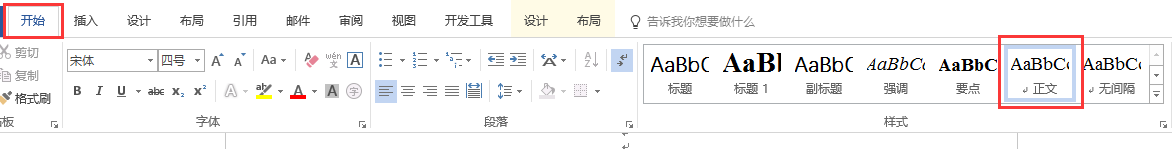 开始 插入 设计 布局 引用 邮件 审阅 视图 开发工具 设计 布局 告诉我你想要做什么
剪切
复制
格式刷
宋体 四号 A A Aa wén A
B I U abc x₂ x² A aby A A 字
AaBbC AaBl AaBbC AaBbCc AaBbC AaBbCc AaBbCc
标题 标题 1 副标题 强调 要点 正文 无间隔
贴板 字体 段落 样式